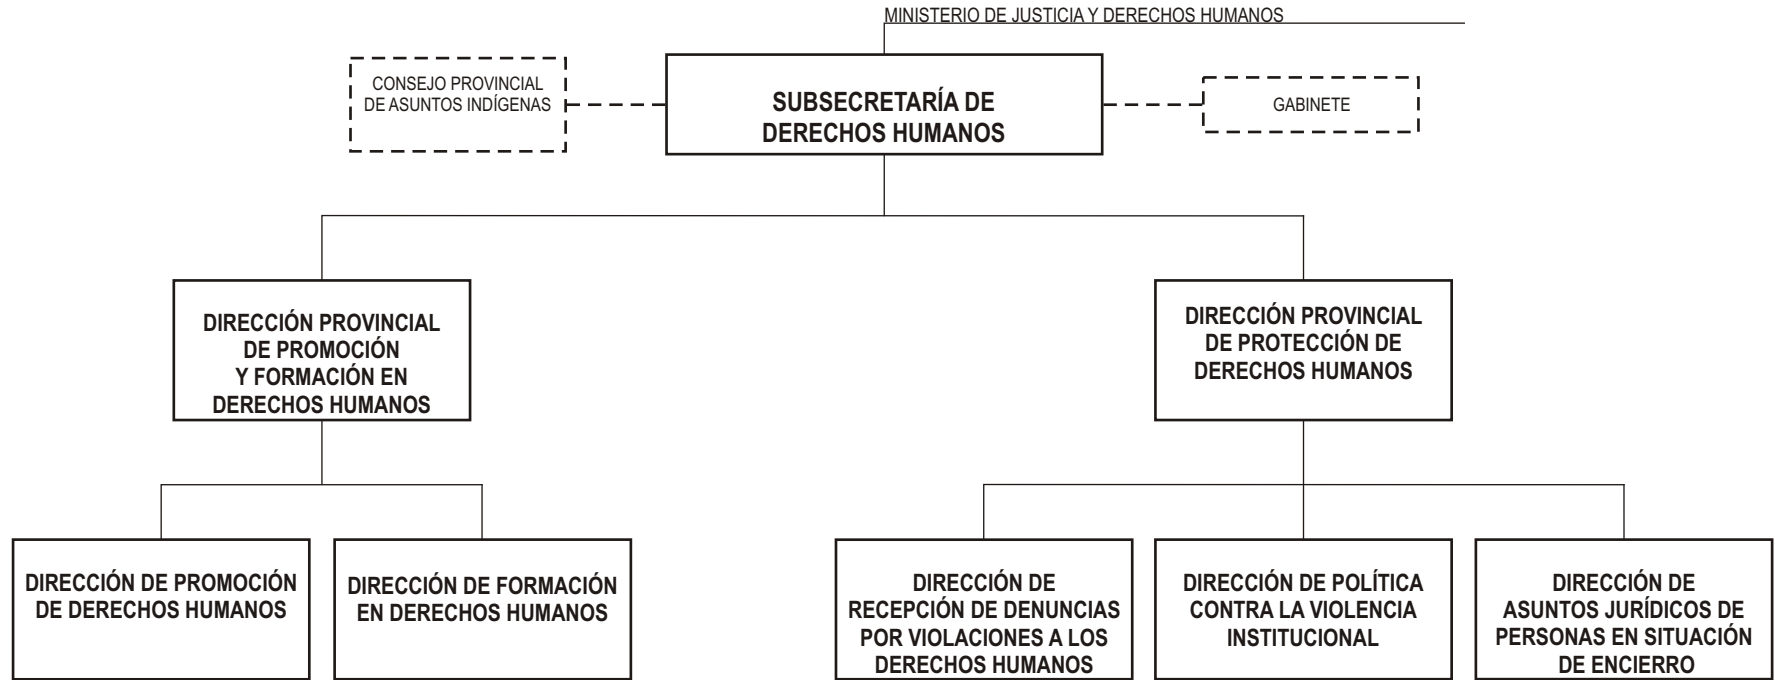 MINISTERIO DE JUSTICIA Y DERECHOS HUMANOS
CONSEJO PROVINCIAL
DE ASUNTOS INDÍGENAS
SUBSECRETARÍA DE
DERECHOS HUMANOS
GABINETE
DIRECCIÓN PROVINCIAL
DE PROMOCIÓN
Y FORMACIÓN EN
DERECHOS HUMANOS
DIRECCIÓN PROVINCIAL
DE PROTECCIÓN DE
DERECHOS HUMANOS
DIRECCIÓN DE PROMOCIÓN
DE DERECHOS HUMANOS
DIRECCIÓN DE FORMACIÓN
EN DERECHOS HUMANOS
DIRECCIÓN DE
RECEPCIÓN DE DENUNCIAS
POR VIOLACIONES A LOS
DERECHOS HUMANOS
DIRECCIÓN DE POLÍTICA
CONTRA LA VIOLENCIA
INSTITUCIONAL
DIRECCIÓN DE
ASUNTOS JURÍDICOS DE
PERSONAS EN SITUACIÓN
DE ENCIERRO